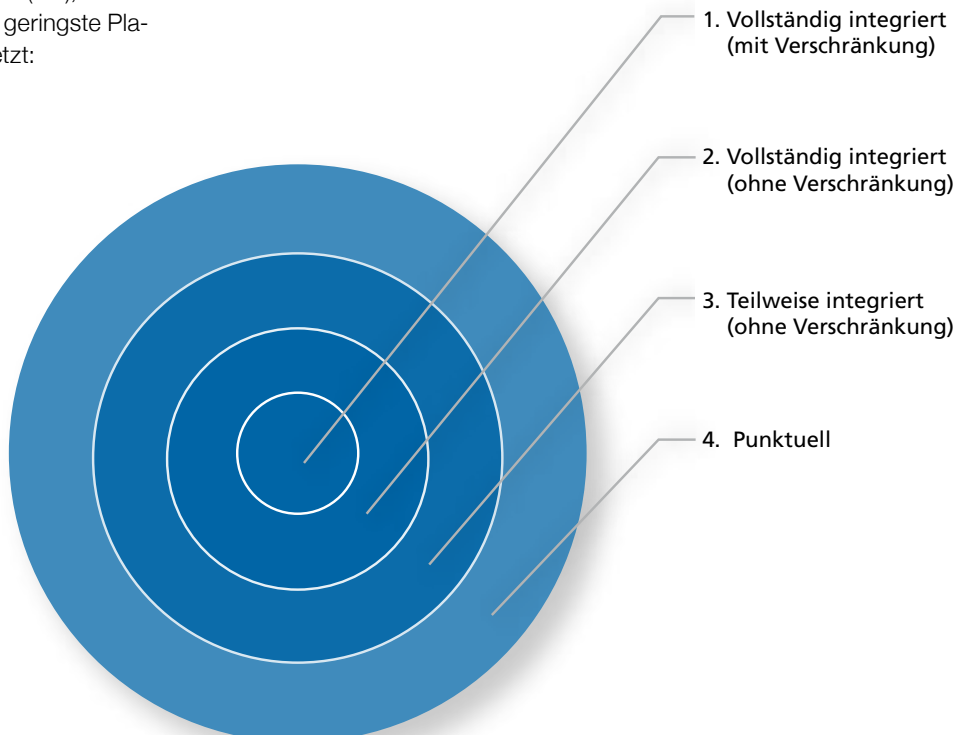 geringste Pla-
etzt:
1. Vollständig integriert
(mit Verschränkung)
2. Vollständig integriert
(ohne Verschränkung)
3. Teilweise integriert
(ohne Verschränkung)
4. Punktuell